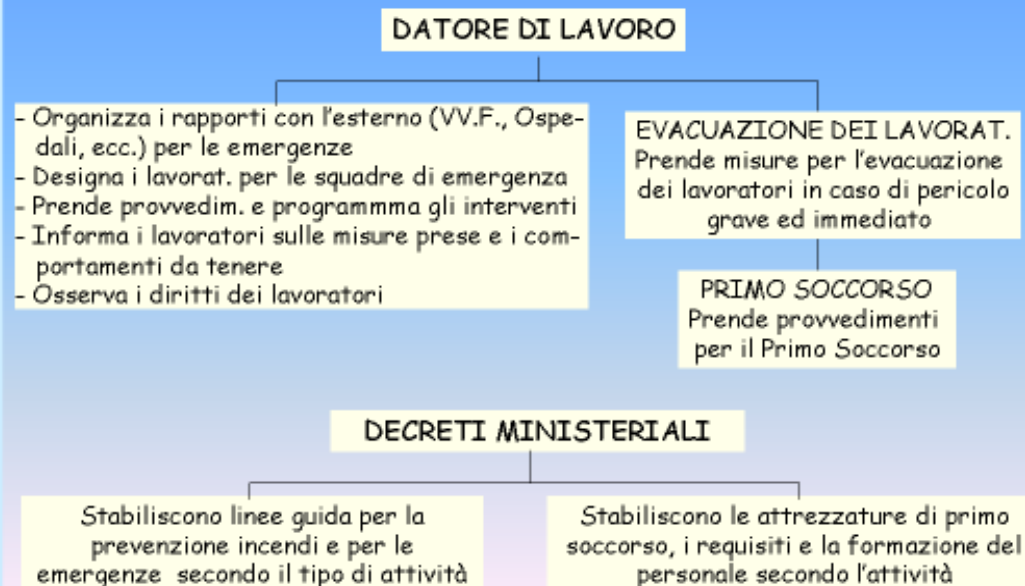 DATORE DI LAVORO
- Organizza i rapporti con l'esterno (VV.F., Ospe-
dali, ecc.) per le emergenze
- Designa i lavorat. per le squadre di emergenza
- Prende provvedim. e programmma gli interventi
- Informa i lavoratori sulle misure prese e i com-
portamenti da tenere
- Osserva i diritti dei lavoratori
EVACUAZIONE DEI LAVORAT.
Prende misure per l'evacuazione
dei lavoratori in caso di pericolo
grave ed immediato
PRIMO SOCCORSO
Prende provvedimenti
per il Primo Soccorso
DECRETI MINISTERIALI
Stabiliscono linee guida per la
prevenzione incendi e per le
emergenze secondo il tipo di attività
Stabiliscono le attrezzature di primo
soccorso, i requisiti e la formazione del
personale secondo l'attività